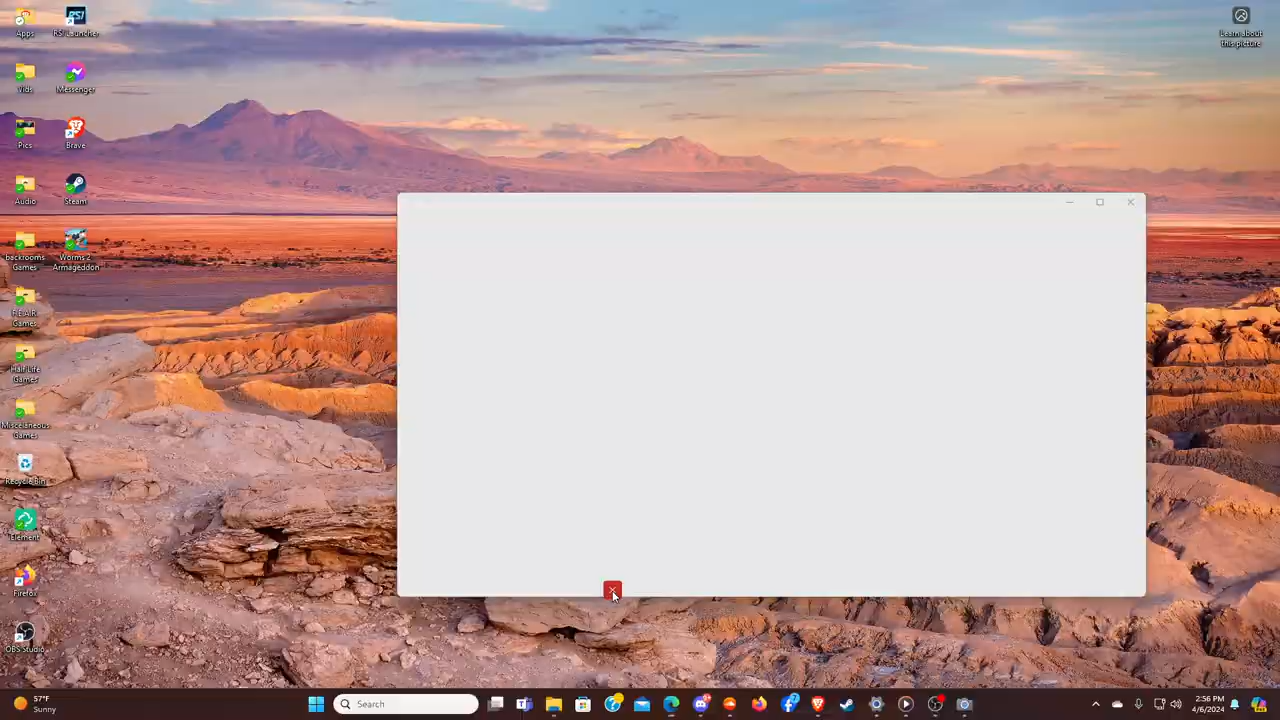 Apps
RSI Launcher
Vids
Messenger
Pics
Brave
Audio
Steam
backrooms
Games
Worms 2
Armageddon
F.E.A.R
Games
Half Life
Games
Miscelaneous
Games
Recycle Bin
Element
Firefox
OBS Studio
Learn about
this picture
57°F
Sunny
Search
2:56 PM
4/6/2024